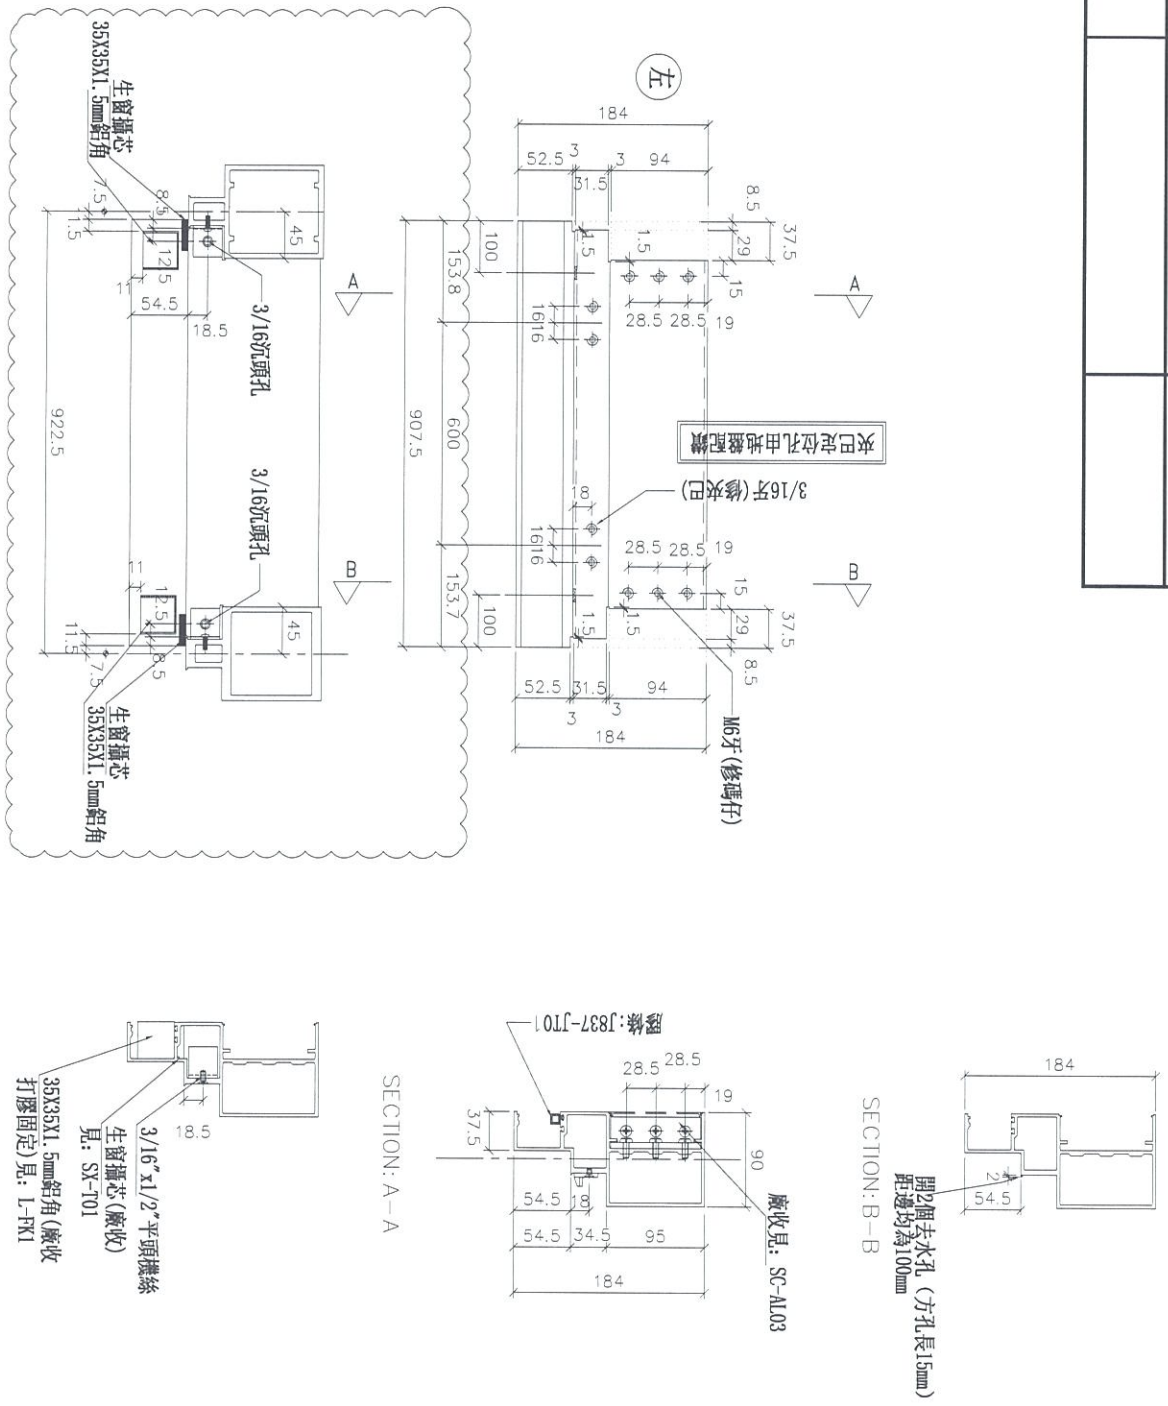 左
184
52.5
3
31.5
3
94
8.5
29
37.5
1.5
1.5
15
100
153.8
28.5
28.5
19
1616
A
A
600
907.5
夾巴定位孔由地盤配鑽
3/16牙(修夾巴)
18
1616
28.5
28.5
19
B
B
153.7
100
1.5
1.5
15
29
37.5
8.5
52.5
31.5
94
3
3
184
M6牙(修碼仔)
生窗攝芯
35X35X1.5mm鋁角
7.5
1.5
8.5
12.5
11
45
54.5
18.5
3/16沉頭孔
922.5
3/16沉頭孔
11
12.5
11.5
8.5
7.5
45
生窗攝芯
35X35X1.5mm鋁角
184
2
54.5
SECTION:B-B
開2個去水孔 (方孔長15mm)
距邊均為100mm
膠條:J837-JT01
28.5
28.5
19
37.5
90
54.5
18
54.5
34.5
95
184
SECTION:A-A
廠收見: SC-AL03
18.5
3/16"x1/2"平頭機絲
生窗攝芯(廠收)
見: SX-T01
35X35X1.5mm鋁角(廠收
打膠固定)見: L-FK1